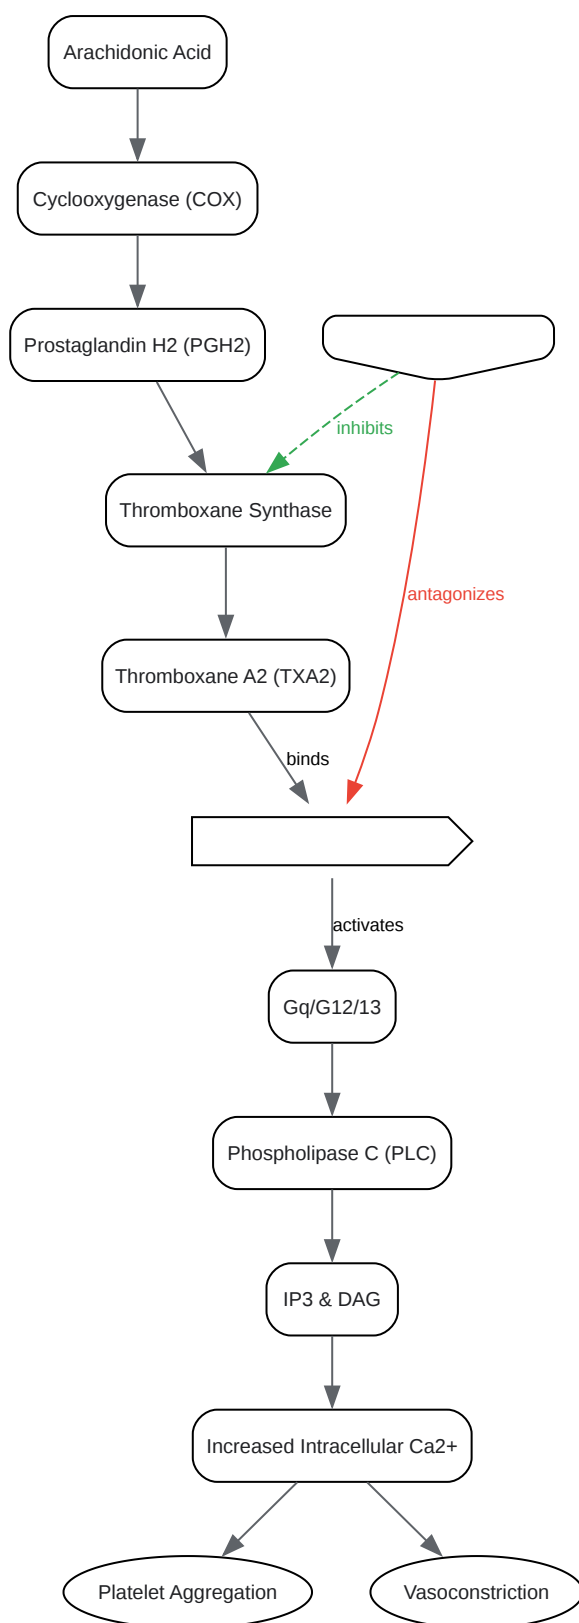 Arachidonic Acid
Cyclooxygenase (COX)
Prostaglandin H2 (PGH2)
inhibits
Thromboxane Synthase
antagonizes
Thromboxane A2 (TXA2)
binds
activates
Gq/G12/13
Phospholipase C (PLC)
IP3 & DAG
Increased Intracellular Ca2+
Platelet Aggregation
Vasoconstriction